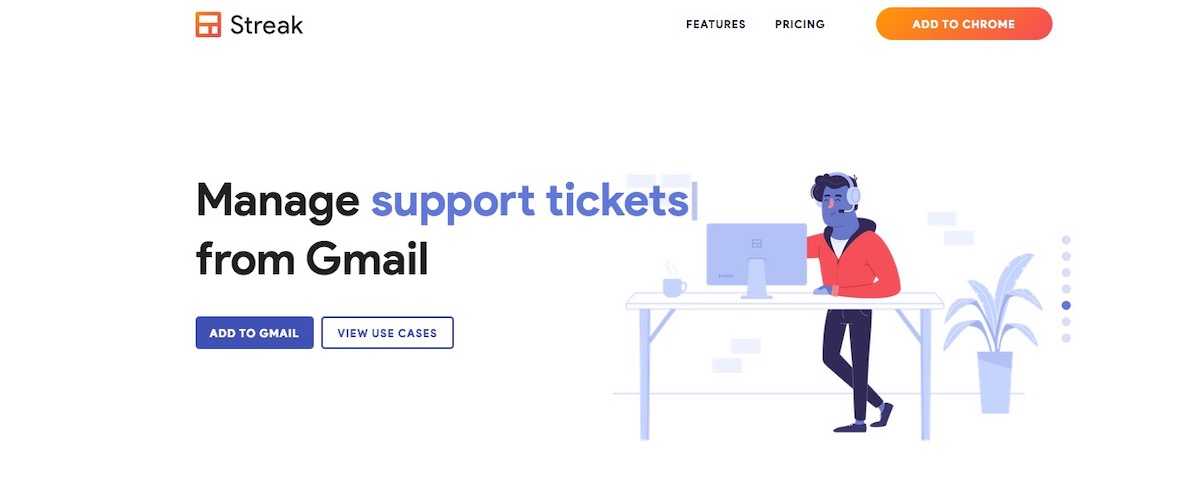 Streak
FEATURES
PRICING
ADD TO CHROME
Manage support tickets
from Gmail
ADD TO GMAIL
VIEW USE CASES